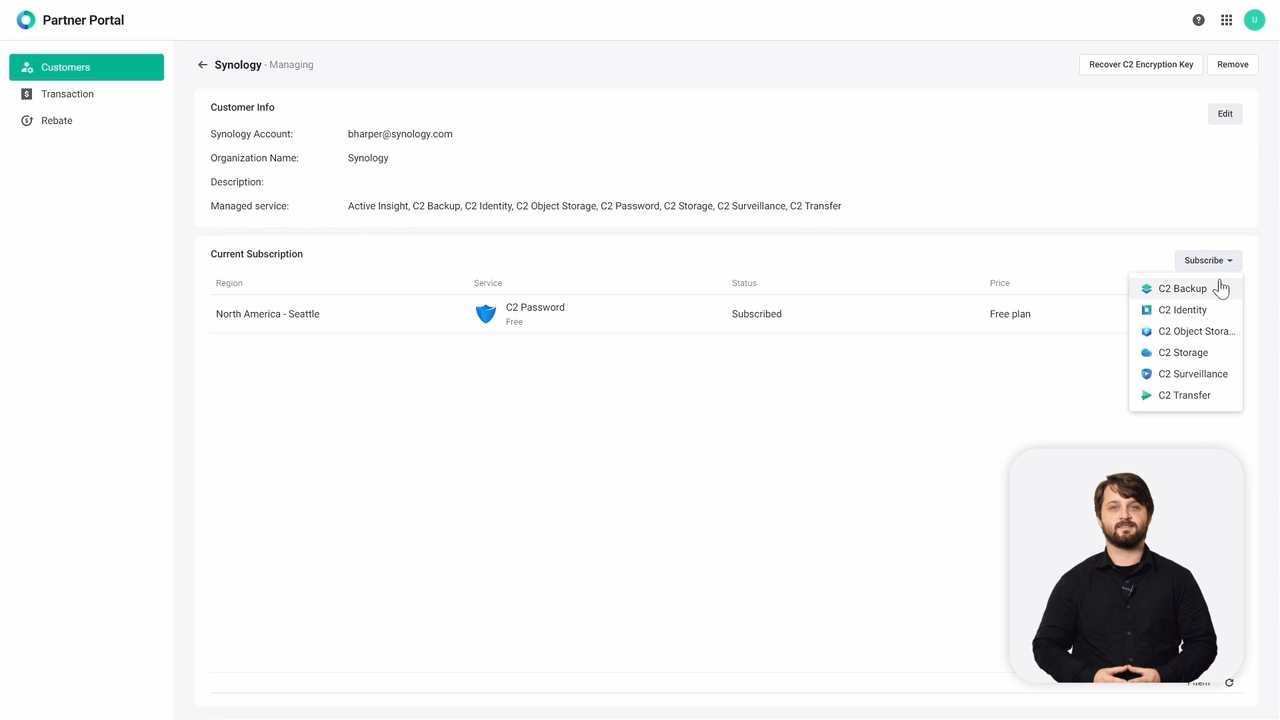 Partner Portal
U
Customers
Transaction
Rebate
Synology - Managing
Recover C2 Encryption Key
Remove
Customer Info
Edit
Synology Account: bharper@synology.com
Organization Name: Synology
Description:
Managed service: Active Insight, C2 Backup, C2 Identity, C2 Object Storage, C2 Password, C2 Storage, C2 Surveillance, C2 Transfer
Current Subscription
Subscribe
Region Service Status Price
North America - Seattle C2 Password Subscribed Free plan
Free
C2 Backup
C2 Identity
C2 Object Stora...
C2 Storage
C2 Surveillance
C2 Transfer